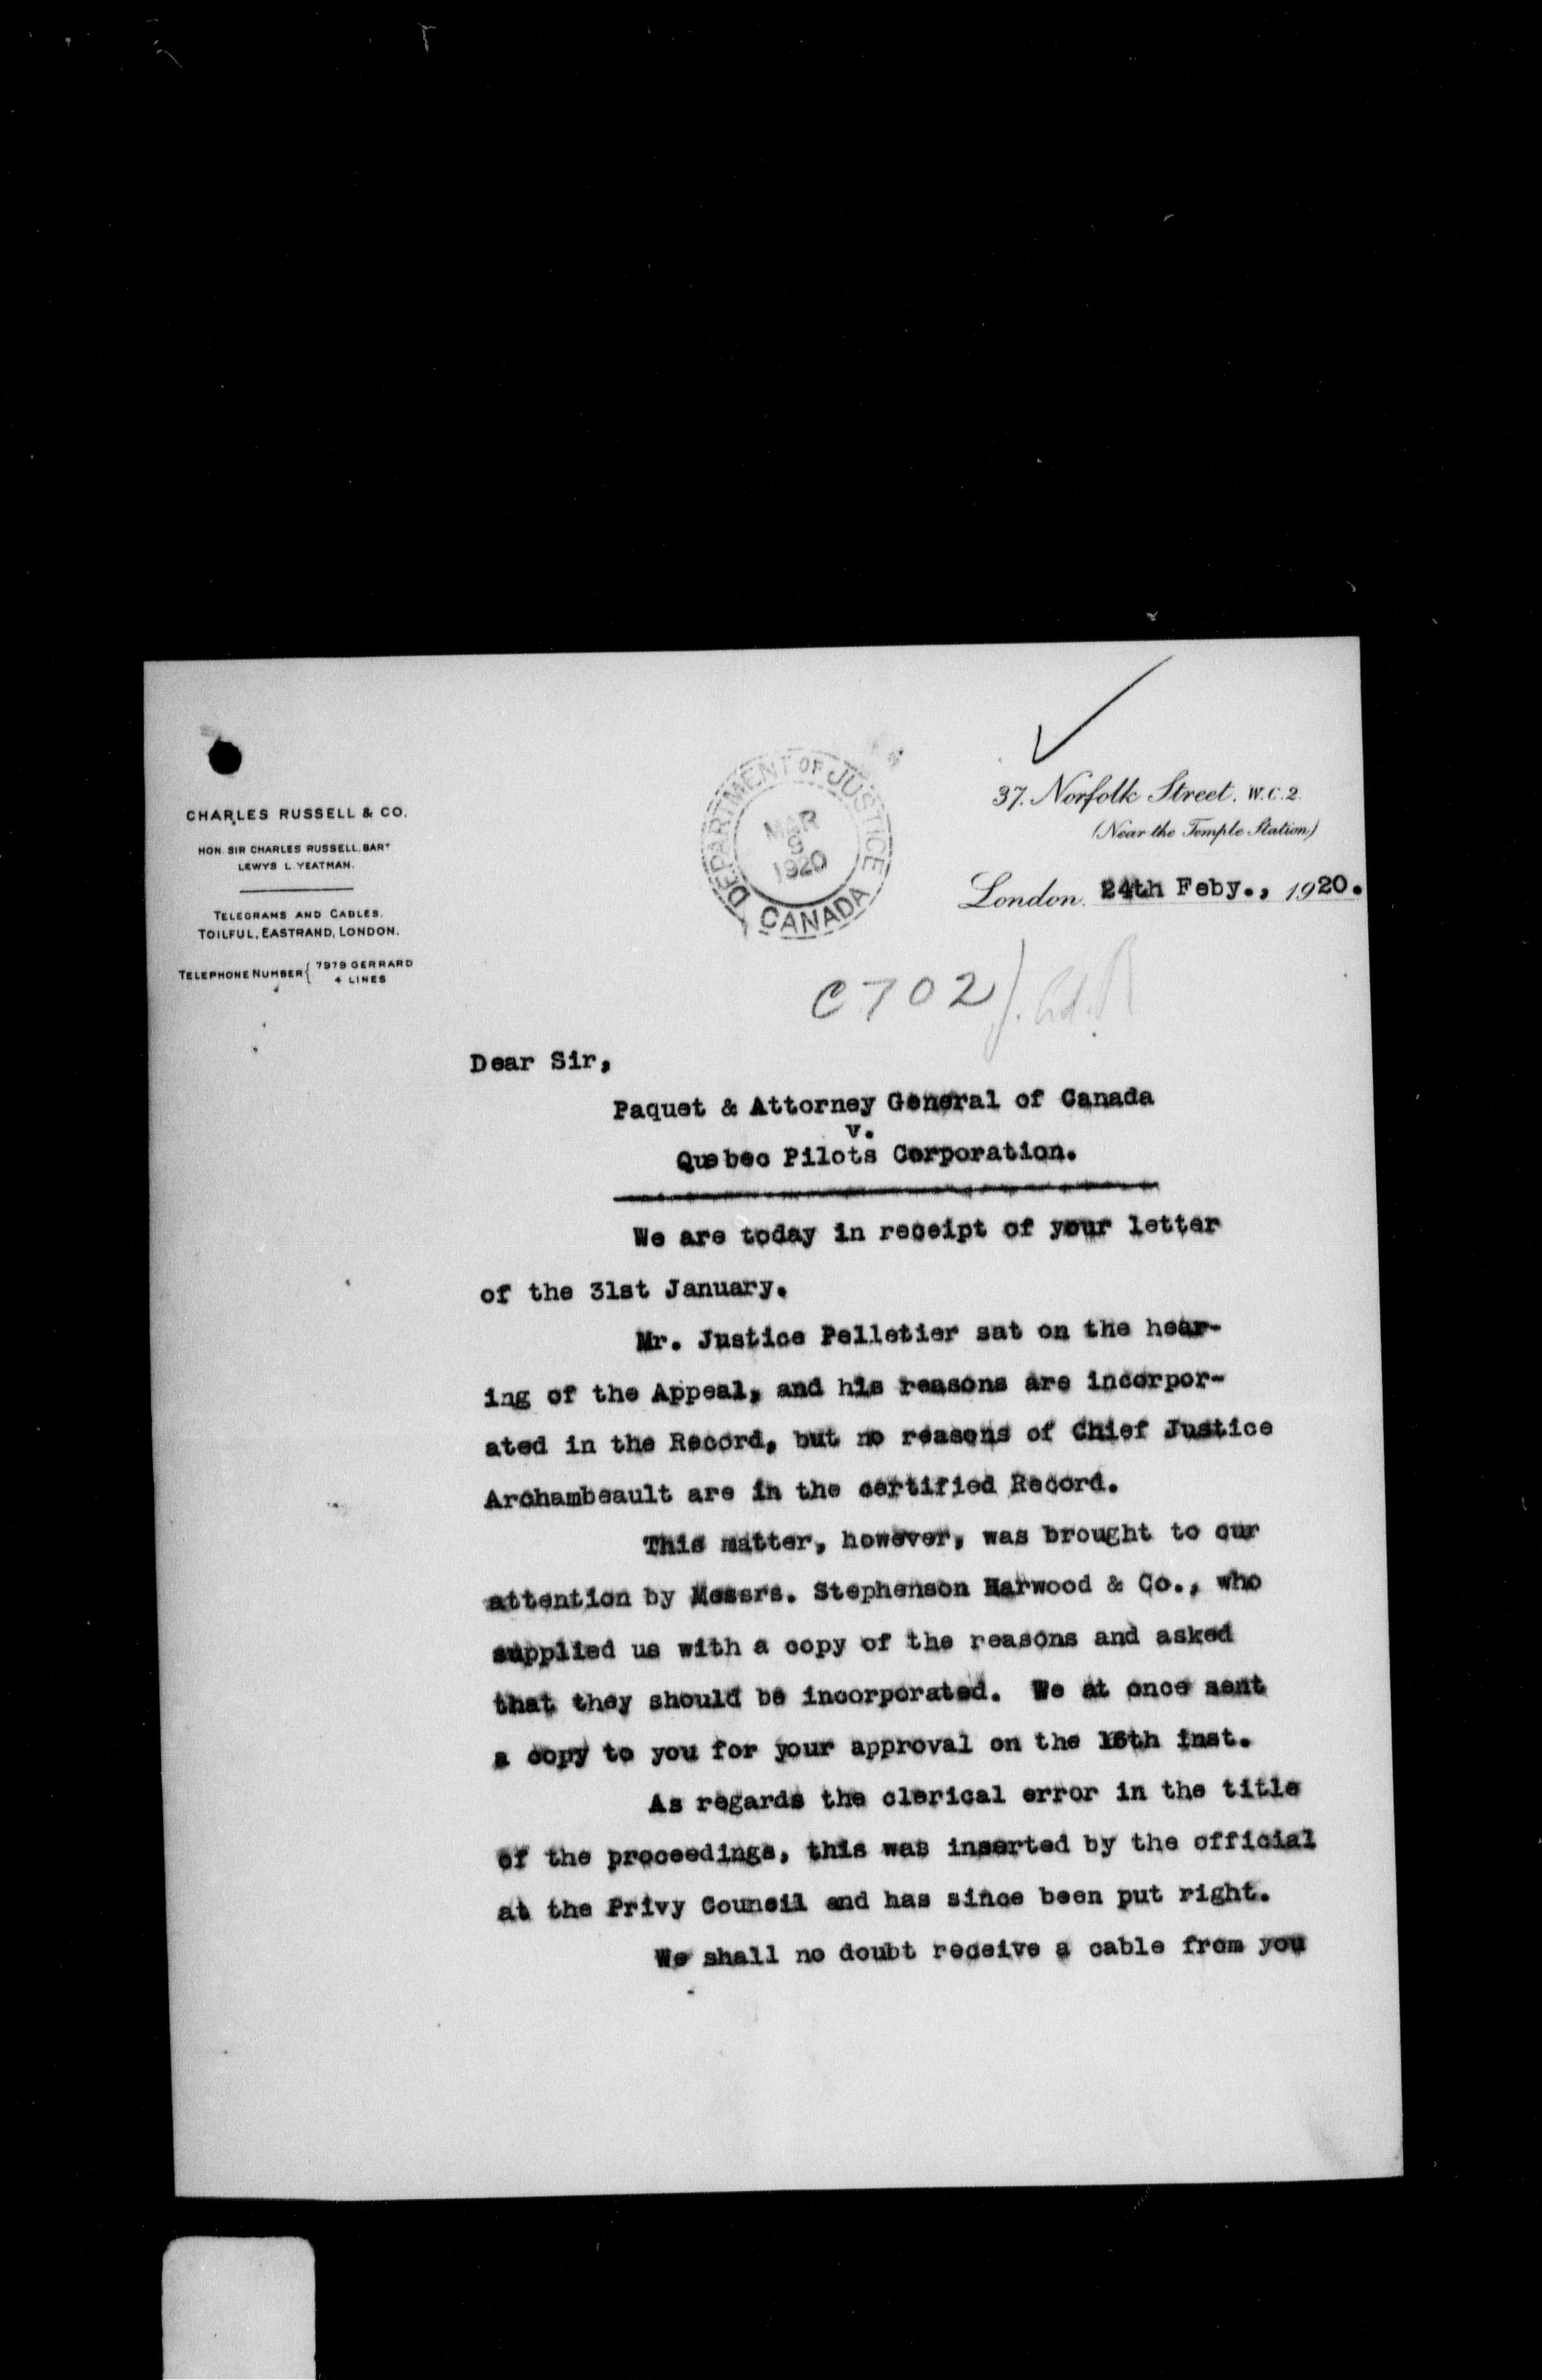 CHARLES RUSSELL & CO.
HON. SIR CHARLES RUSSELL, BART
LEWYS L. YEATMAN.
TELEGRAMS AND CABLES.
TOILFUL, EASTRAND, LONDON.
TELEPHONE NUMBER { 7979 GERRARD
4 LINES
DEPARTMENT OF JUSTICE
MAR
9
1920
CANADA
37, Norfolk Street, W.C.2.
(Near the Temple Station)
London, 24th Feby., 1920.
C702
Dear Sir,
Paquet & Attorney General of Canada
v.
Quebec Pilots Corporation.
We are today in receipt of your letter
of the 31st January.
Mr. Justice Pelletier sat on the hear-
ing of the Appeal, and his reasons are incorpor-
ated in the Record, but no reasons of Chief Justice
Archambeault are in the certified Record.
This matter, however, was brought to our
attention by Messrs. Stephenson Harwood & Co., who
supplied us with a copy of the reasons and asked
that they should be incorporated. We at once sent
a copy to you for your approval on the 16th inst.
As regards the clerical error in the title
of the proceedings, this was inserted by the official
at the Privy Council and has since been put right.
We shall no doubt receive a cable from you